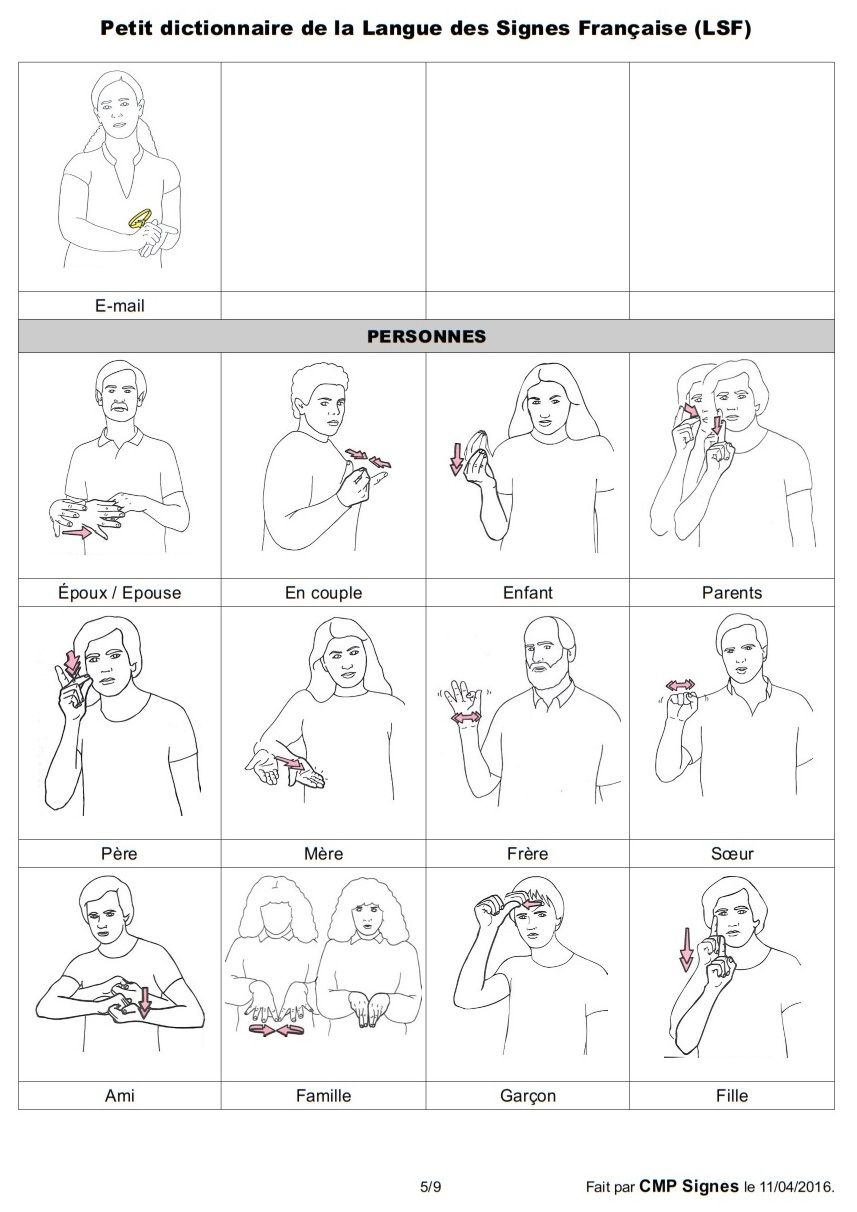 Petit dictionnaire de la Langue des Signes Française (LSF)
E-mail
PERSONNES
Époux / Epouse
En couple
Enfant
Parents
Père
Mère
Frère
Sœur
Ami
Famille
Garçon
Fille
5/9
Fait par CMP Signes le 11/04/2016.